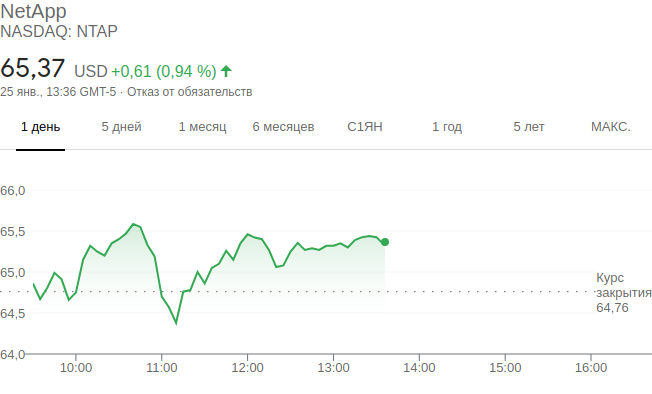 NetApp
NASDAQ: NTAP
65,37 USD +0,61 (0,94 %)
25 янв., 13:36 GMT-5 · Отказ от обязательств
1 день 5 дней 1 месяц 6 месяцев С1ЯН 1 год 5 лет МАКС.
66,0
65,5
65,0
64,5
64,0
Курс
закрытия
64,76
10:00 11:00 12:00 13:00 14:00 15:00 16:00